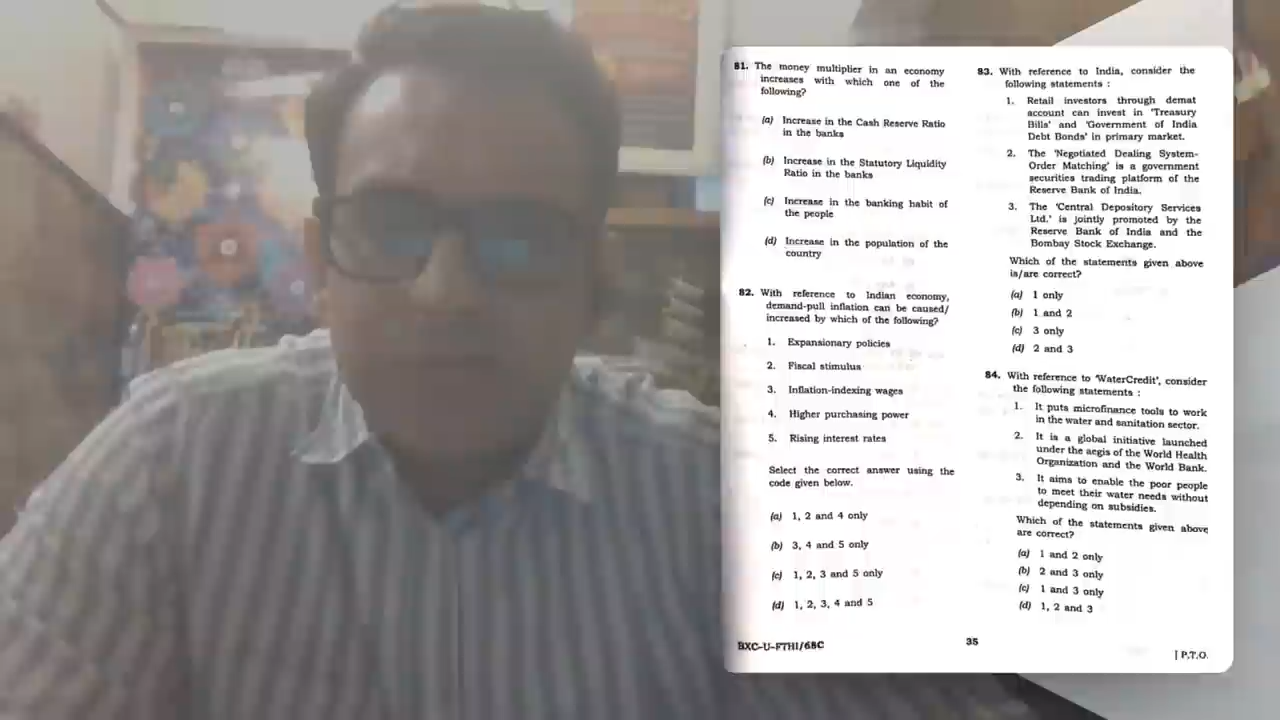 81. The money multiplier in an economy
increases with which one of the
following?
(a) Increase in the Cash Reserve Ratio
in the banks
(b) Increase in the Statutory Liquidity
Ratio in the banks
(c) Increase in the banking habit of
the people
(d) Increase in the population of the
country
82. With reference to Indian economy,
demand-pull inflation can be caused/
increased by which of the following?
1. Expansionary policies
2. Fiscal stimulus
3. Inflation-indexing wages
4. Higher purchasing power
5. Rising interest rates
Select the correct answer using the
code given below.
(a) 1, 2 and 4 only
(b) 3, 4 and 5 only
(c) 1, 2, 3 and 5 only
(d) 1, 2, 3, 4 and 5
83. With reference to India, consider the
following statements :
1. Retail investors through demat
account can invest in 'Treasury
Bills' and 'Government of India
Debt Bonds' in primary market.
2. The 'Negotiated Dealing System-
Order Matching' is a government
securities trading platform of the
Reserve Bank of India.
3. The 'Central Depository Services
Ltd.' is jointly promoted by the
Reserve Bank of India and the
Bombay Stock Exchange.
Which of the statements given above
is/are correct?
(a) 1 only
(b) 1 and 2
(c) 3 only
(d) 2 and 3
84. With reference to 'WaterCredit', consider
the following statements :
1. It puts microfinance tools to work
in the water and sanitation sector.
2. It is a global initiative launched
under the aegis of the World Health
Organization and the World Bank.
3. It aims to enable the poor people
to meet their water needs without
depending on subsidies.
Which of the statements given above
are correct?
(a) 1 and 2 only
(b) 2 and 3 only
(c) 1 and 3 only
(d) 1, 2 and 3
BXC-U-FTHI/68C
35
[ P.T.O.